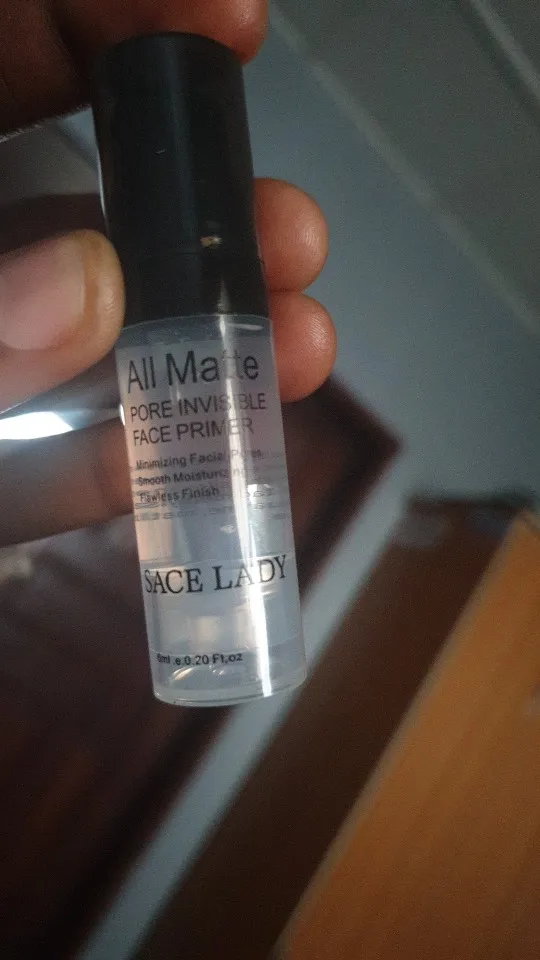 All Matte
PORE INVISIBLE
FACE PRIMER
Minimizing Facial Pores
Smooth Moisturizing
Flawless Finish
SACE LADY
6ml .e.0.20 Fl,oz